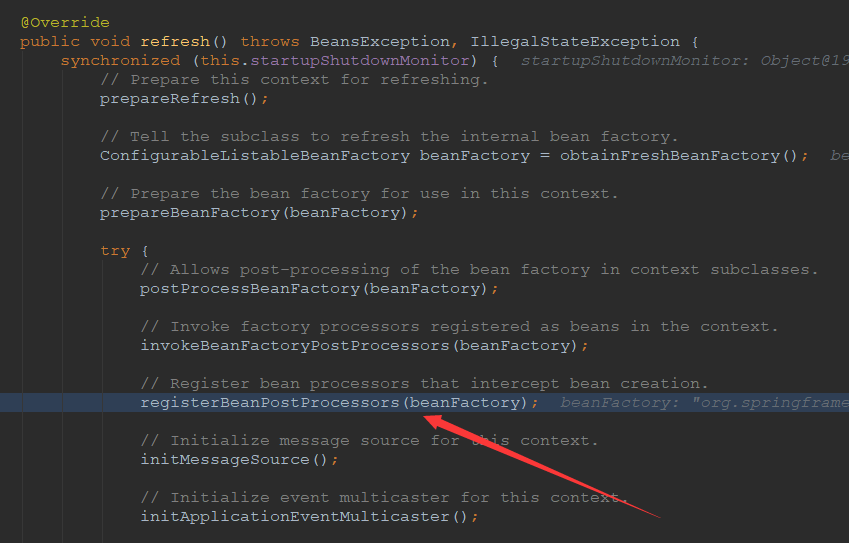 @Override
public void refresh() throws BeansException, IllegalStateException {
synchronized (this.startupShutdownMonitor) {  startupShutdownMonitor: Object@19
// Prepare this context for refreshing.
prepareRefresh();
// Tell the subclass to refresh the internal bean factory.
ConfigurableListableBeanFactory beanFactory = obtainFreshBeanFactory();  be
// Prepare the bean factory for use in this context.
prepareBeanFactory(beanFactory);
try {
// Allows post-processing of the bean factory in context subclasses.
postProcessBeanFactory(beanFactory);
// Invoke factory processors registered as beans in the context.
invokeBeanFactoryPostProcessors(beanFactory);
// Register bean processors that intercept bean creation.
registerBeanPostProcessors(beanFactory);  beanFactory: "org.springframe
// Initialize message source for this context.
initMessageSource();
// Initialize event multicaster for this context.
initApplicationEventMulticaster();